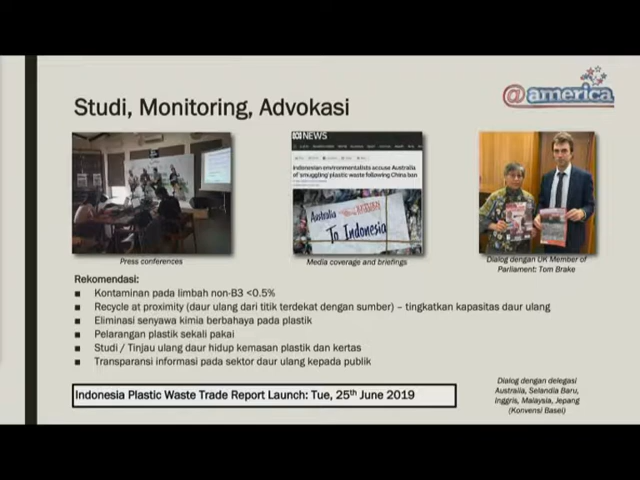 @america
Studi, Monitoring, Advokasi
NEWS
Indonesian environmentalists accuse Australia
of 'smuggling' plastic waste following China ban
Australia
To Indonesia
Press conferences
Media coverage and briefings
Dialog dengan UK Member of
Parliament: Tom Brake
Rekomendasi:
■ Kontaminan pada limbah non-B3 <0.5%
■ Recycle at proximity (daur ulang dari titik terdekat dengan sumber) – tingkatkan kapasitas daur ulang
■ Eliminasi senyawa kimia berbahaya pada plastik
■ Pelarangan plastik sekali pakai
■ Studi / Tinjau ulang daur hidup kemasan plastik dan kertas
■ Transparansi informasi pada sektor daur ulang kepada publik
Indonesia Plastic Waste Trade Report Launch: Tue, 25th June 2019
Dialog dengan delegasi
Australia, Selandia Baru,
Inggris, Malaysia, Jepang
(Konvensi Basel)